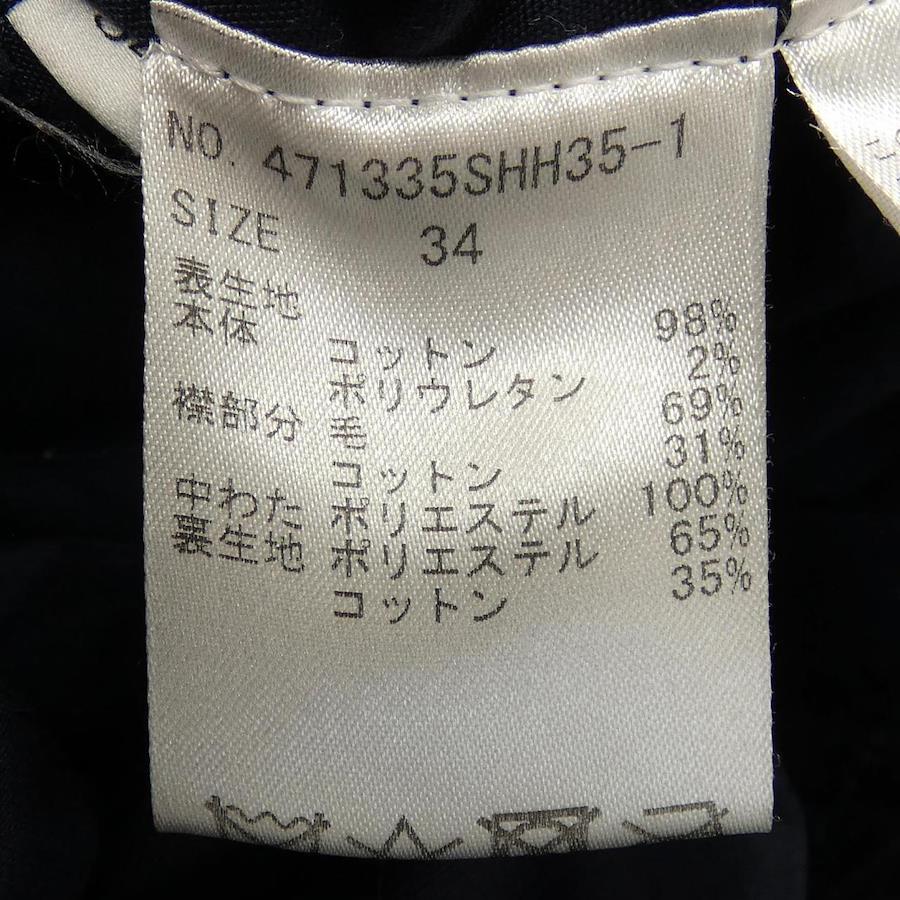 NO. 471335SHH35-1
SIZE 34
表生地
本体 コットン 98%
ポリウレタン 2%
襟部分 毛 69%
コットン 31%
中わた ポリエステル 100%
裏生地 ポリエステル 65%
コットン 35%